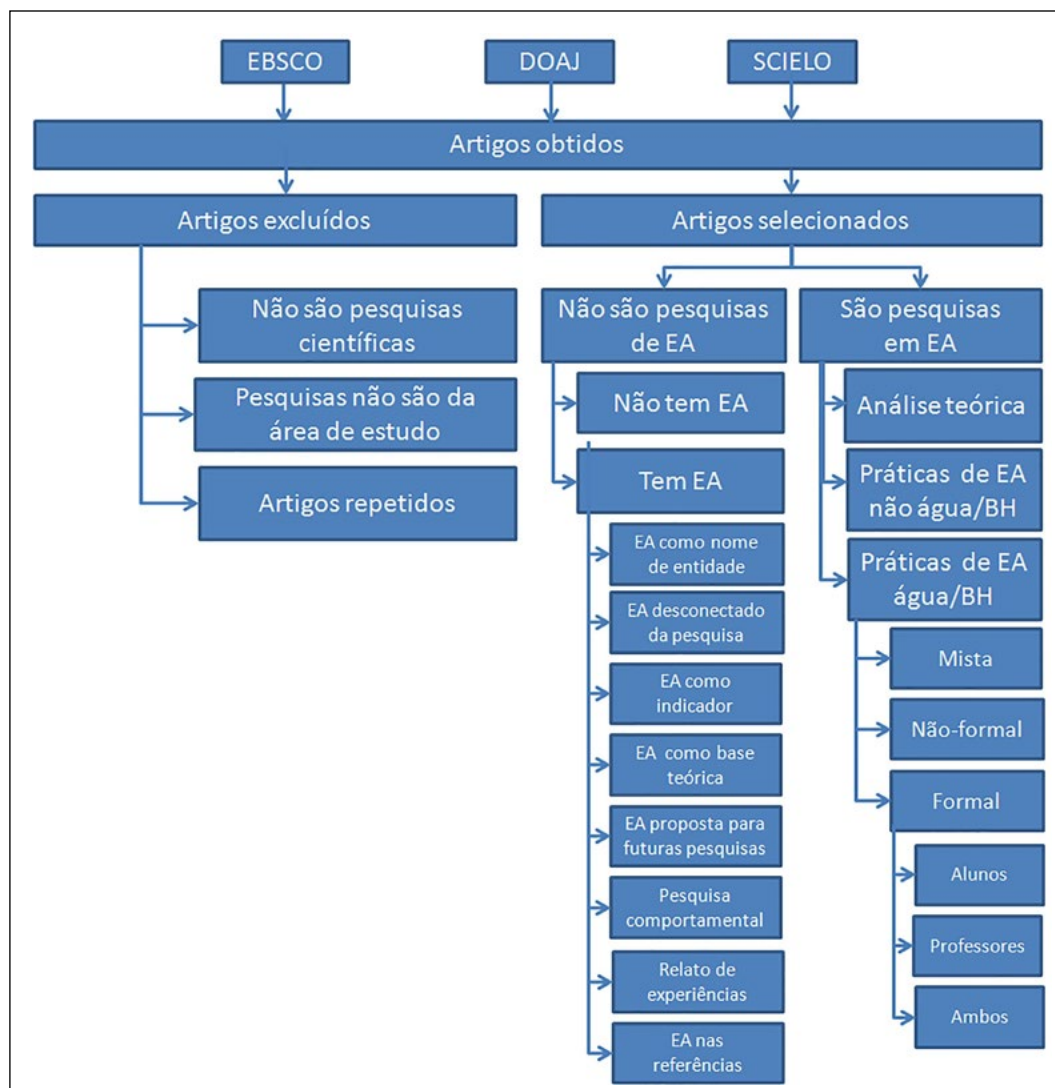 EBSCO
DOAJ
SCIELO
Artigos obtidos
Artigos excluídos
Artigos selecionados
Não são pesquisas
científicas
Pesquisas não são da
área de estudo
Artigos repetidos
Não são pesquisas
de EA
Não tem EA
Tem EA
EA como nome
de entidade
EA desconectado
da pesquisa
EA como
indicador
EA como base
teórica
EA proposta para
futuras pesquisas
Pesquisa
comportamental
Relato de
experiências
EA nas
referências
São pesquisas
em EA
Análise teórica
Práticas de EA
não água/BH
Práticas de EA
água/BH
Mista
Não-formal
Formal
Alunos
Professores
Ambos